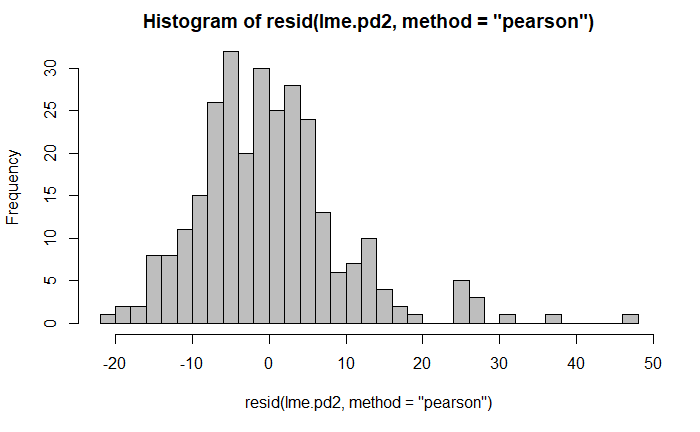 Histogram of resid(lme.pd2, method = "pearson")
Frequency
30
25
20
15
10
5
0
-20 -10 0 10 20 30 40 50
resid(lme.pd2, method = "pearson")